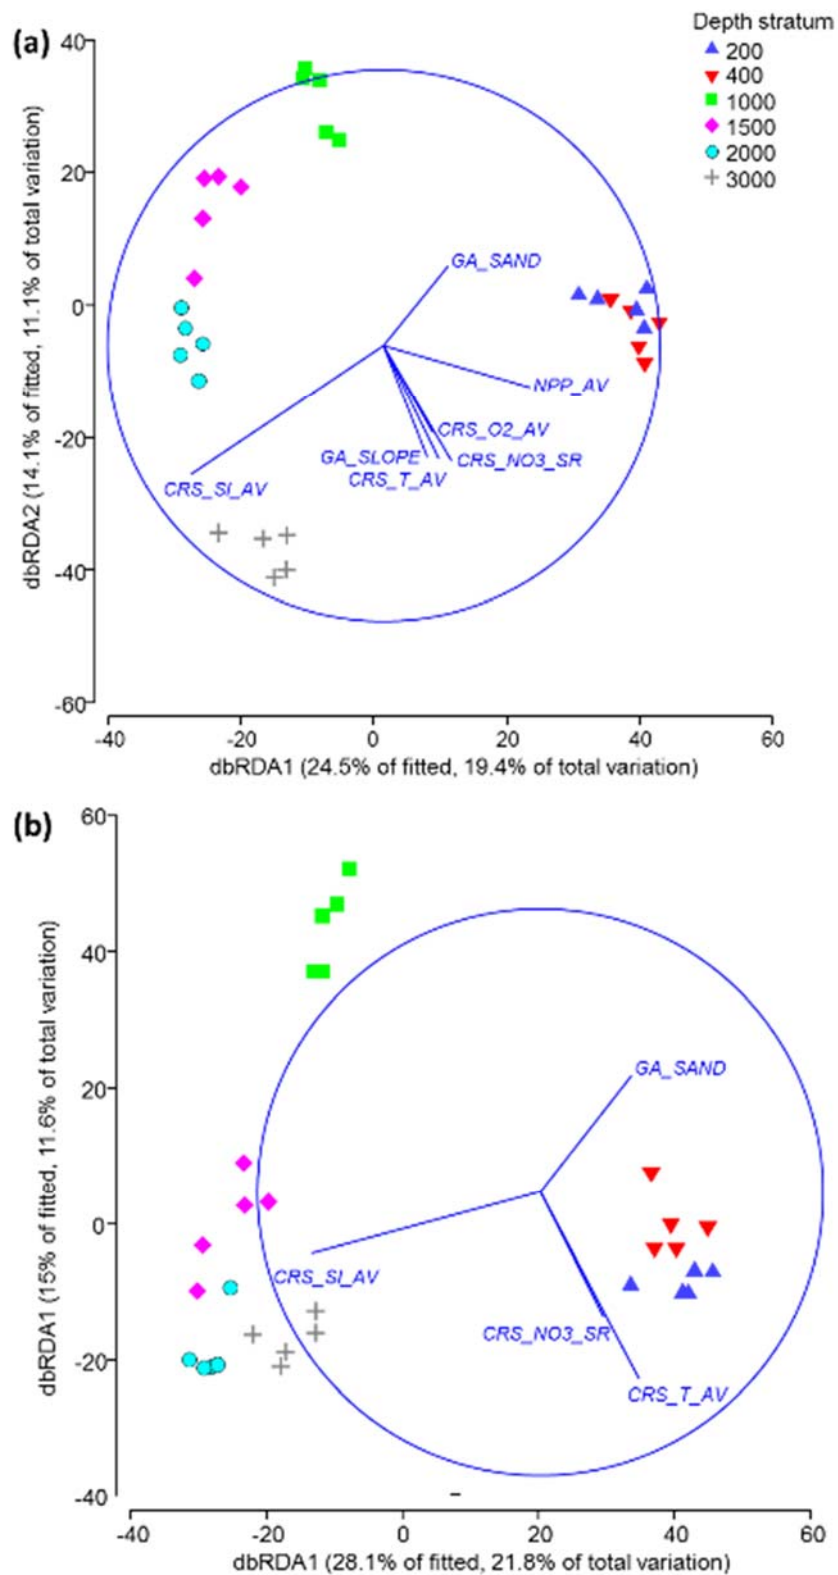 (a)
Depth stratum
200
400
1000
1500
2000
3000
40
20
0
-20
-40
-60
dbRDA2 (14.1% of fitted, 11.1% of total variation)
GA_SAND
NPP_AV
CRS_O2_AV
GA_SLOPE
CRS_NO3_SR
CRS_T_AV
CRS_SI_AV
-40 -20 0 20 40 60
dbRDA1 (24.5% of fitted, 19.4% of total variation)
(b)
60
40
20
0
-20
-40
dbRDA1 (15% of fitted, 11.6% of total variation)
GA_SAND
CRS_SI_AV
CRS_NO3_SR
CRS_T_AV
-40 -20 0 20 40 60
dbRDA1 (28.1% of fitted, 21.8% of total variation)